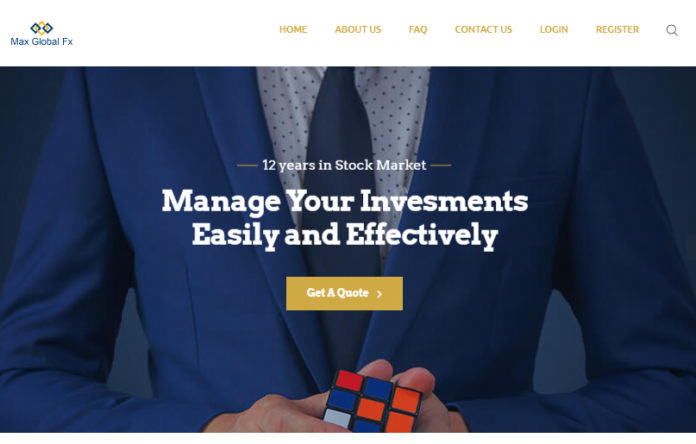 Max Global Fx
HOME ABOUT US FAQ CONTACT US LOGIN REGISTER
12 years in Stock Market
Manage Your Invesments
Easily and Effectively
Get A Quote